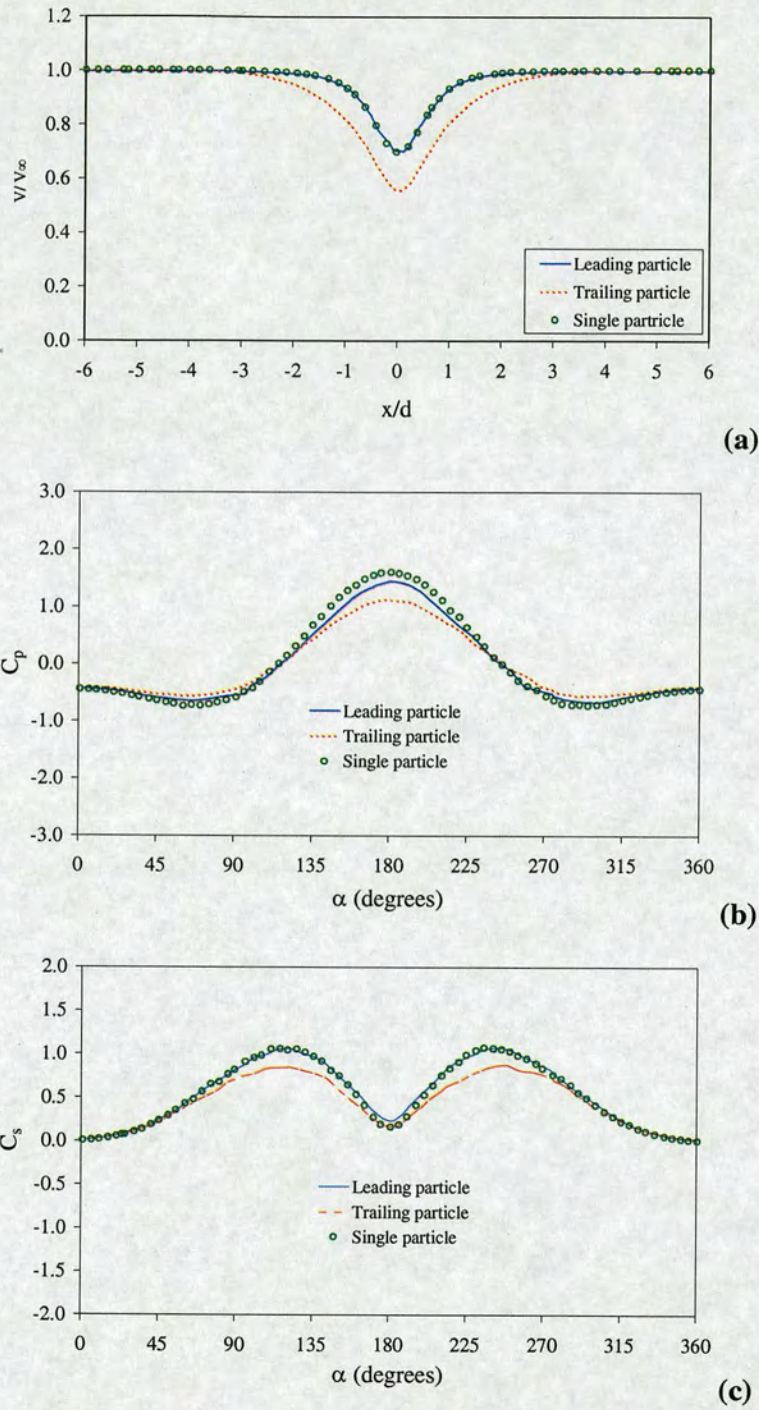 1.2
1.0
0.8
0.6
0.4
0.2
0.0
v/v∞
Leading particle
Trailing particle
Single partricle
-6 -5 -4 -3 -2 -1 0 1 2 3 4 5 6
x/d
(a)
3.0
2.0
1.0
0.0
-1.0
-2.0
-3.0
Cp
Leading particle
Trailing particle
Single particle
0 45 90 135 180 225 270 315 360
α (degrees)
(b)
2.0
1.5
1.0
0.5
0.0
-0.5
-1.0
-1.5
-2.0
Cs
Leading particle
Trailing particle
Single particle
0 45 90 135 180 225 270 315 360
α (degrees)
(c)